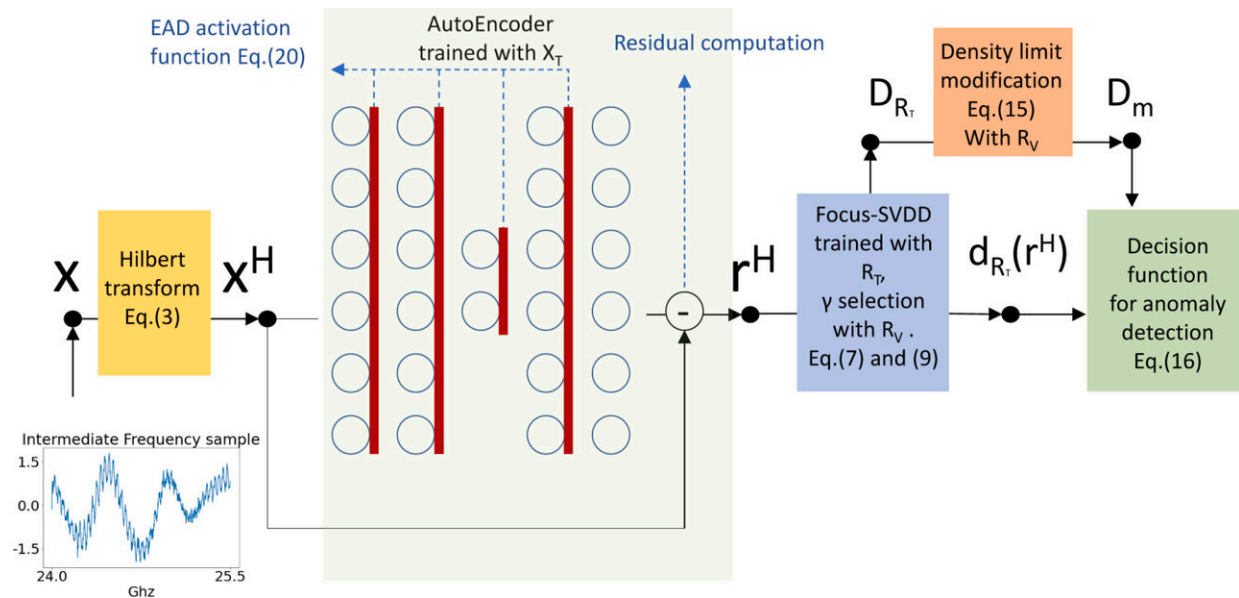 EAD activation
function Eq.(20)
AutoEncoder
trained with X_T
Residual computation
Density limit
modification
Eq.(15)
With R_V
D_{R_T}
D_m
X
Hilbert
transform
Eq.(3)
x^H
-
r^H
Focus-SVDD
trained with
R_T,
γ selection
with R_V .
Eq.(7) and (9)
d_{R_T}(r^H)
Decision
function
for anomaly
detection
Eq.(16)
Intermediate Frequency sample
1.5
0.0
-1.5
24.0 25.5
Ghz